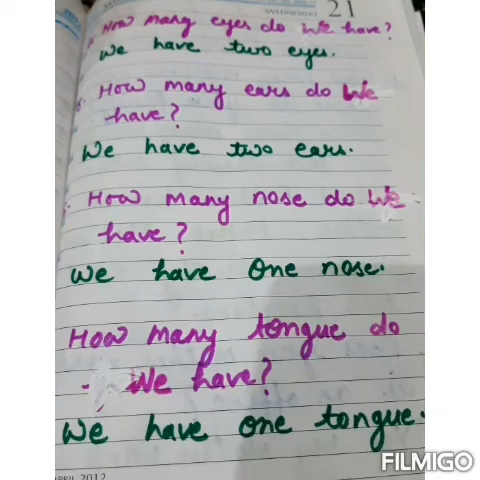 WEDNESDAY 21
How many eyes do we have?
We have two eyes.
How many ears do We
have?
We have two ears.
How many nose do We
have?
We have one nose.
How many tongue do
We have?
We have one tongue.
APRIL 2012
FILMIGO